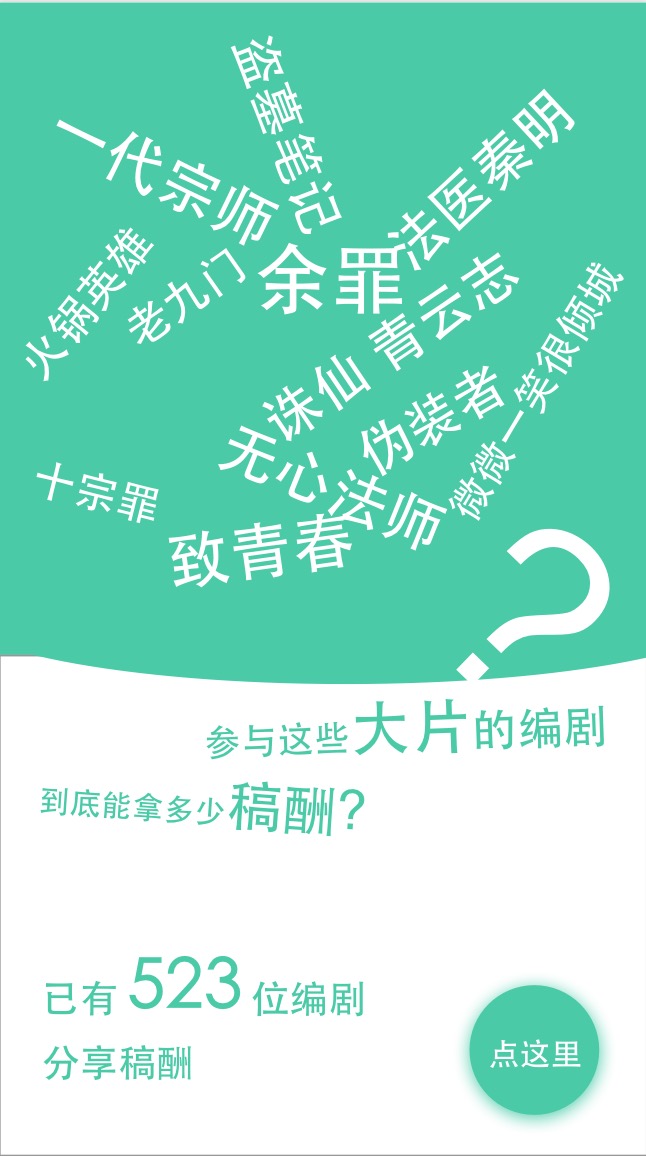 盗墓笔记
一代宗师
法医秦明
火锅英雄
老九门
余罪
诛仙 青云志
微微一笑很倾城
伪装者
无心法师
十宗罪
致青春
?
参与这些大片的编剧
到底能拿多少稿酬?
已有 523 位编剧
分享稿酬
点这里